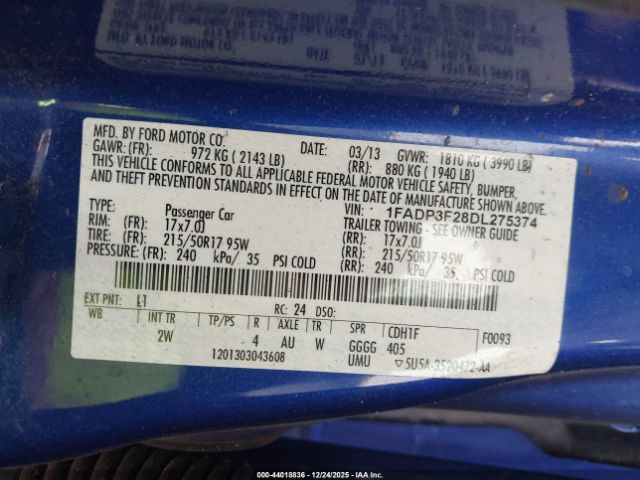 MFD. BY FORD MOTOR CO.
DATE: 03/13 GVWR: 1810 KG ( 3990 LB)
GAWR: (FR): 972 KG ( 2143 LB) (RR): 880 KG ( 1940 LB)
THIS VEHICLE CONFORMS TO ALL APPLICABLE FEDERAL MOTOR VEHICLE SAFETY, BUMPER,
AND THEFT PREVENTION STANDARDS IN EFFECT ON THE DATE OF MANUFACTURE SHOWN ABOVE.
VIN: 1FADP3F28DL275374
TYPE: Passenger Car TRAILER TOWING - SEE OWNER GUIDE
RIM: (FR): 17x7.0J (RR): 17x7.0J
TIRE: (FR): 215/50R17 95W (RR): 215/50R17 95W
PRESSURE: (FR): 240 kPa/ 35 PSI COLD (RR): 240 kPa/ 35 PSI COLD
EXT PNT: L1 RC: 24 DSO: F0093
WB INT TR TP/PS R AXLE TR SPR CDH1F
2W 4 AU W GGGG 405
1201303043608 UMU ▽5U5A-3520472-AA
000-44018836 - 12/24/2025 - IAAI.COM